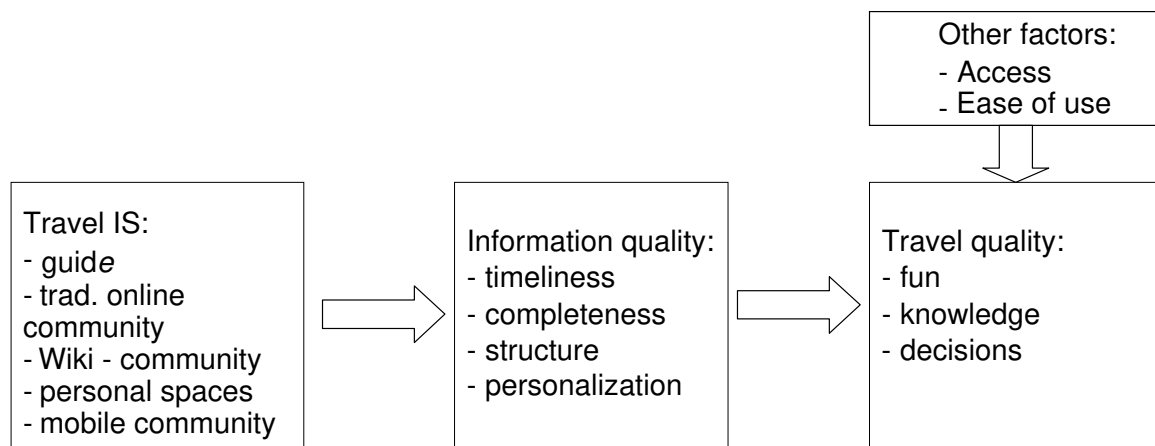 Other factors:
- Access
- Ease of use
Travel IS:
- guide
- trad. online
community
- Wiki - community
- personal spaces
- mobile community
Information quality:
- timeliness
- completeness
- structure
- personalization
Travel quality:
- fun
- knowledge
- decisions